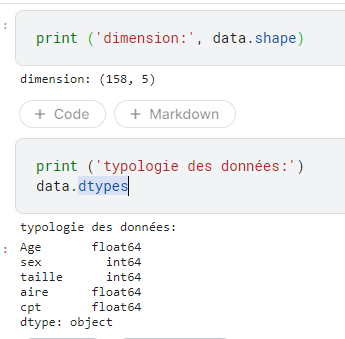 :
print ('dimension:', data.shape)
dimension: (158, 5)
+ Code + Markdown
print ('typologie des données:')
data.dtypes
typologie des données:
: Age float64
sex int64
taille int64
aire float64
cpt float64
dtype: object